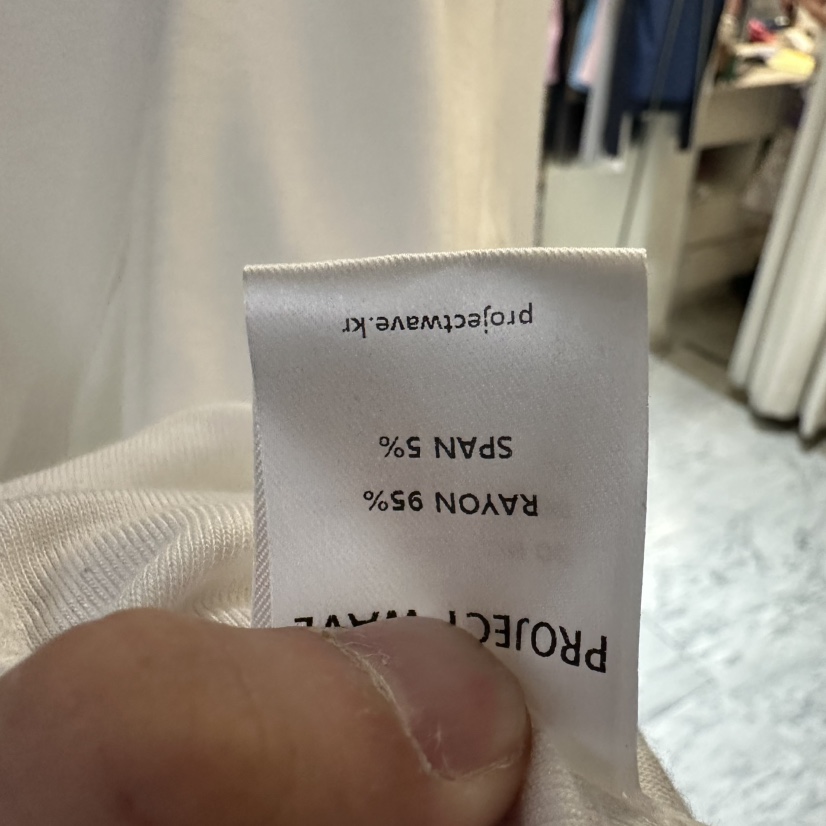 PROJECT WAVE
RAYON 95%
SPAN 5%
projectwave.kr